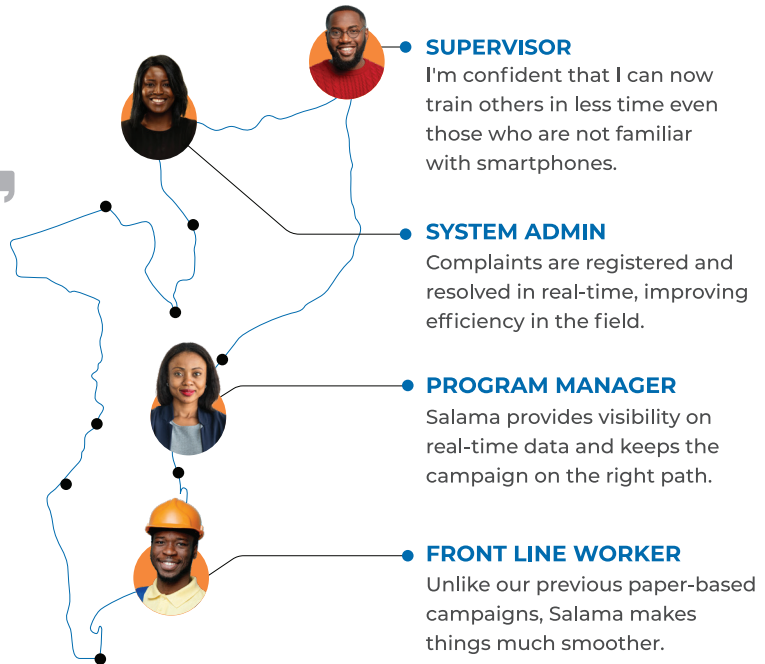 SUPERVISOR
I'm confident that I can now
train others in less time even
those who are not familiar
with smartphones.
SYSTEM ADMIN
Complaints are registered and
resolved in real-time, improving
efficiency in the field.
PROGRAM MANAGER
Salama provides visibility on
real-time data and keeps the
campaign on the right path.
FRONT LINE WORKER
Unlike our previous paper-based
campaigns, Salama makes
things much smoother.